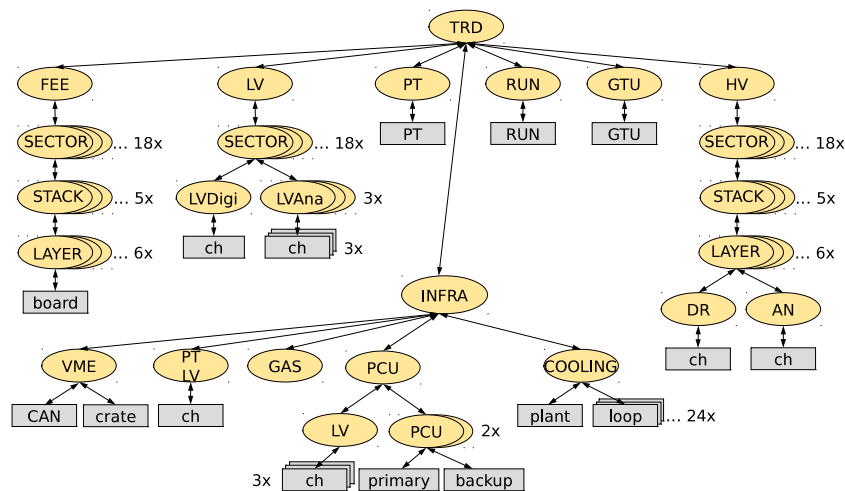 TRD
FEE
LV
PT
RUN
GTU
HV
PT
RUN
GTU
SECTOR
... 18x
SECTOR
... 18x
SECTOR
... 18x
STACK
... 5x
LVDigi
LVAna
3x
STACK
... 5x
ch
ch
3x
LAYER
... 6x
LAYER
... 6x
board
INFRA
DR
AN
ch
ch
VME
PT
LV
GAS
PCU
COOLING
CAN
crate
ch
plant
loop
... 24x
LV
PCU
2x
3x
ch
primary
backup